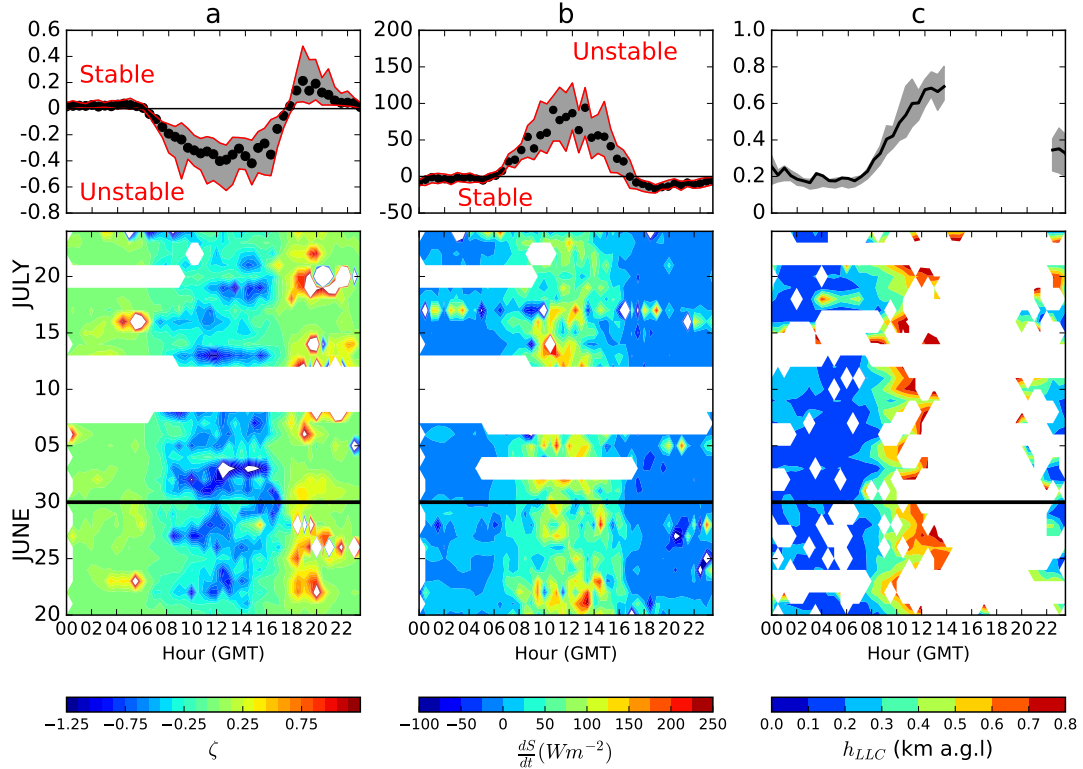 a
b
c
0.6
0.4
0.2
0
-0.2
-0.4
-0.6
-0.8
Stable
Unstable
200
150
100
50
0
-50
Unstable
Stable
1.0
0.8
0.6
0.4
0.2
0
JULY
JUNE
20
15
10
05
30
25
20
00 02 04 06 08 10 12 14 16 18 20 22
00 02 04 06 08 10 12 14 16 18 20 22
00 02 04 06 08 10 12 14 16 18 20 22
Hour (GMT)
Hour (GMT)
Hour (GMT)
−1.25 −0.75 −0.25 0.25 0.75
−100 −50 0 50 100 150 200 250
0.0 0.1 0.2 0.3 0.4 0.5 0.6 0.7 0.8
ζ
dS/dt (Wm⁻²)
h_LLC (km a.g.l)